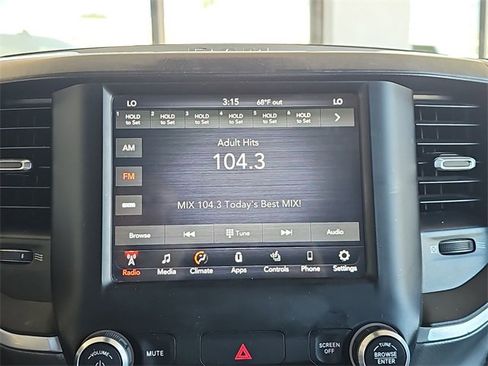 LO 3:15 68°F out LO
1 HOLD to Set 2 HOLD to Set 3 HOLD to Set 4 HOLD to Set 5 HOLD to Set 6 HOLD to Set
AM
Adult Hits
FM
104.3
MIX 104.3 Today's Best MIX!
Browse Tune Audio
Radio Media Climate Apps Controls Phone Settings
VOLUME MUTE SCREEN OFF TUNE BROWSE ENTER